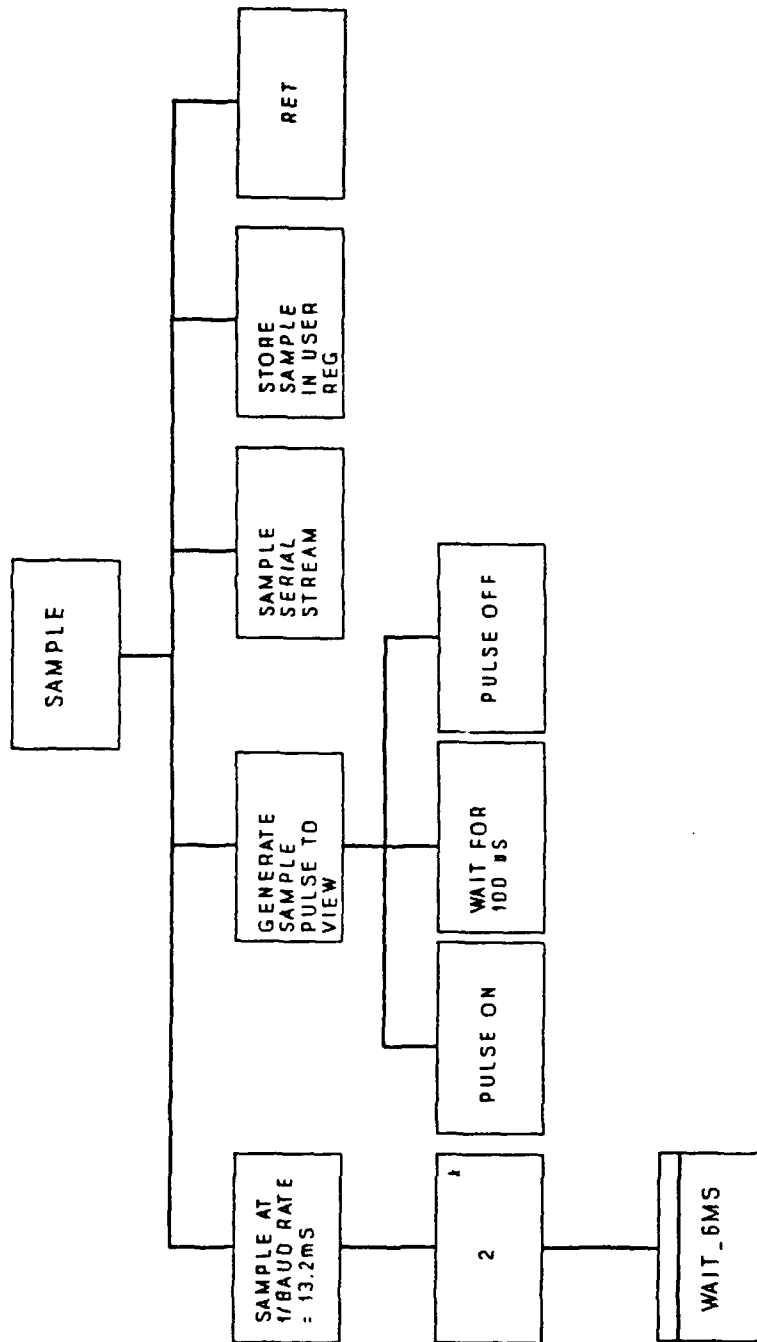 SAMPLE
SAMPLE AT
1/BAUD RATE
= 13.2mS
GENERATE
SAMPLE
PULSE TO
VIEW
SAMPLE
SERIAL
STREAM
STORE
SAMPLE
IN USER
REG
RET
2
*
PULSE ON
WAIT FOR
100 µS
PULSE OFF
WAIT_6MS